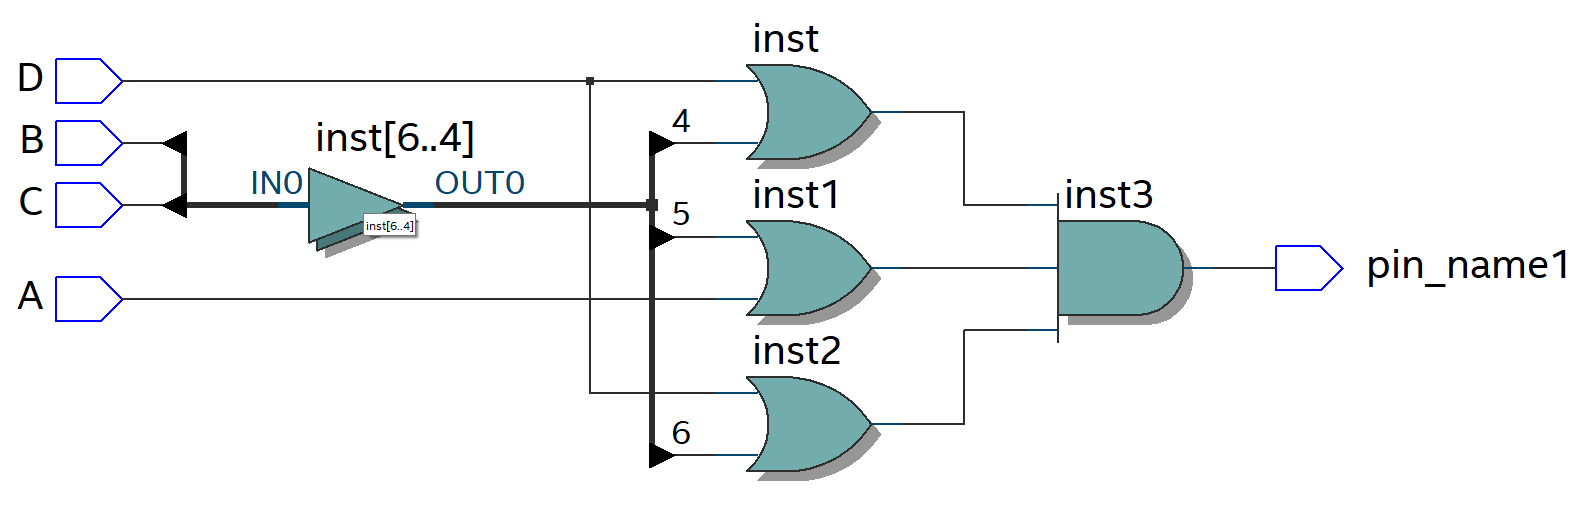 inst
D
4
B
inst[6..4]
IN0
OUT0
inst1
inst3
C
5
inst[6..4]
pin_name1
A
inst2
6